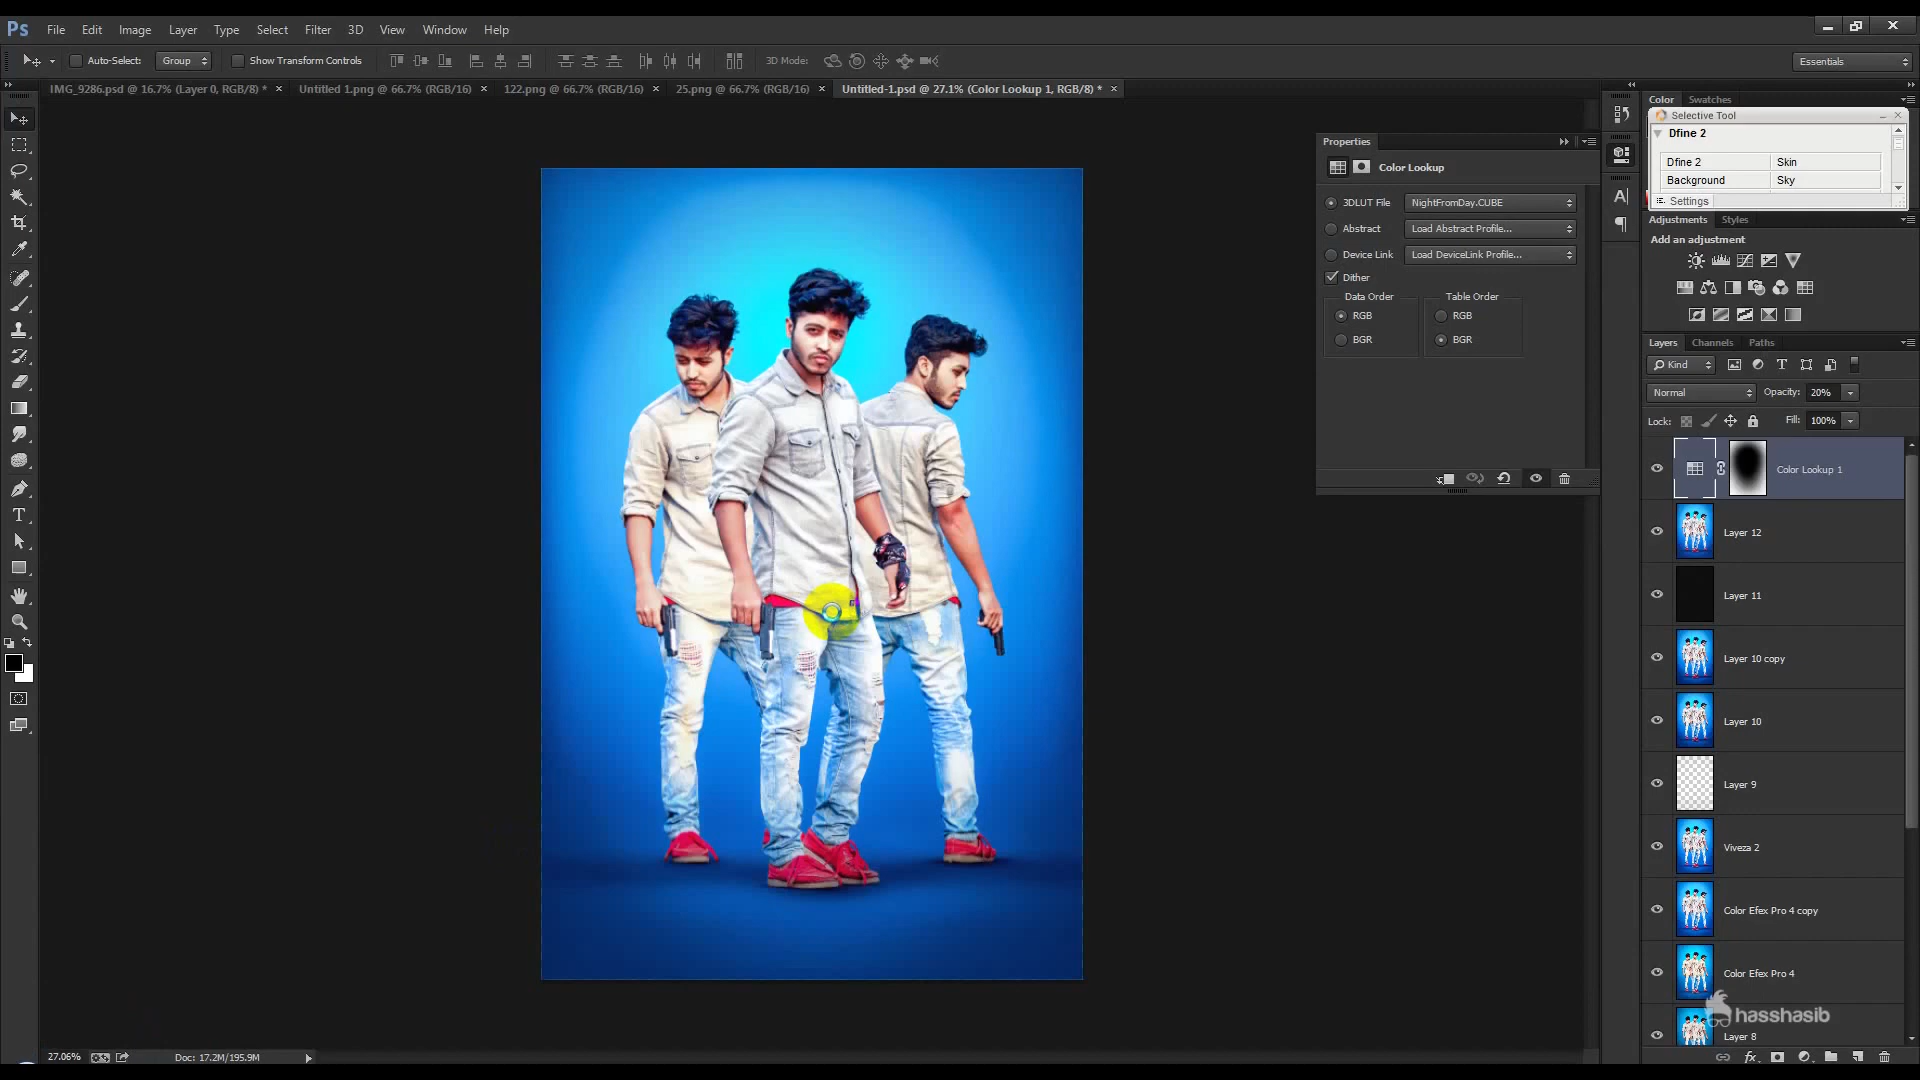 Ps File Edit Image Layer Type Select Filter 3D View Window Help
Auto-Select: Group Show Transform Controls 3D Mode: Essentials
IMG_9286.psd @ 16.7% (Layer 0, RGB/8) * × Untitled 1.png @ 66.7% (RGB/16) × 122.png @ 66.7% (RGB/16) × 25.png @ 66.7% (RGB/16) × Untitled-1.psd @ 27.1% (Color Lookup 1, RGB/8) * ×
Properties
Color Lookup
3DLUT File NightFromDay.CUBE
Abstract Load Abstract Profile...
Device Link Load DeviceLink Profile...
Dither
Data Order Table Order
RGB RGB
BGR BGR
Color Swatches
Selective Tool
Dfine 2
Dfine 2 Skin
Background Sky
Settings
Adjustments Styles
Add an adjustment
Layers Channels Paths
Kind
Normal Opacity: 20%
Lock: Fill: 100%
Color Lookup 1
Layer 12
Layer 11
Layer 10 copy
Layer 10
Layer 9
Viveza 2
Color Efex Pro 4 copy
Color Efex Pro 4
hasshasib
Layer 8
27.06% Doc: 17.2M/195.9M